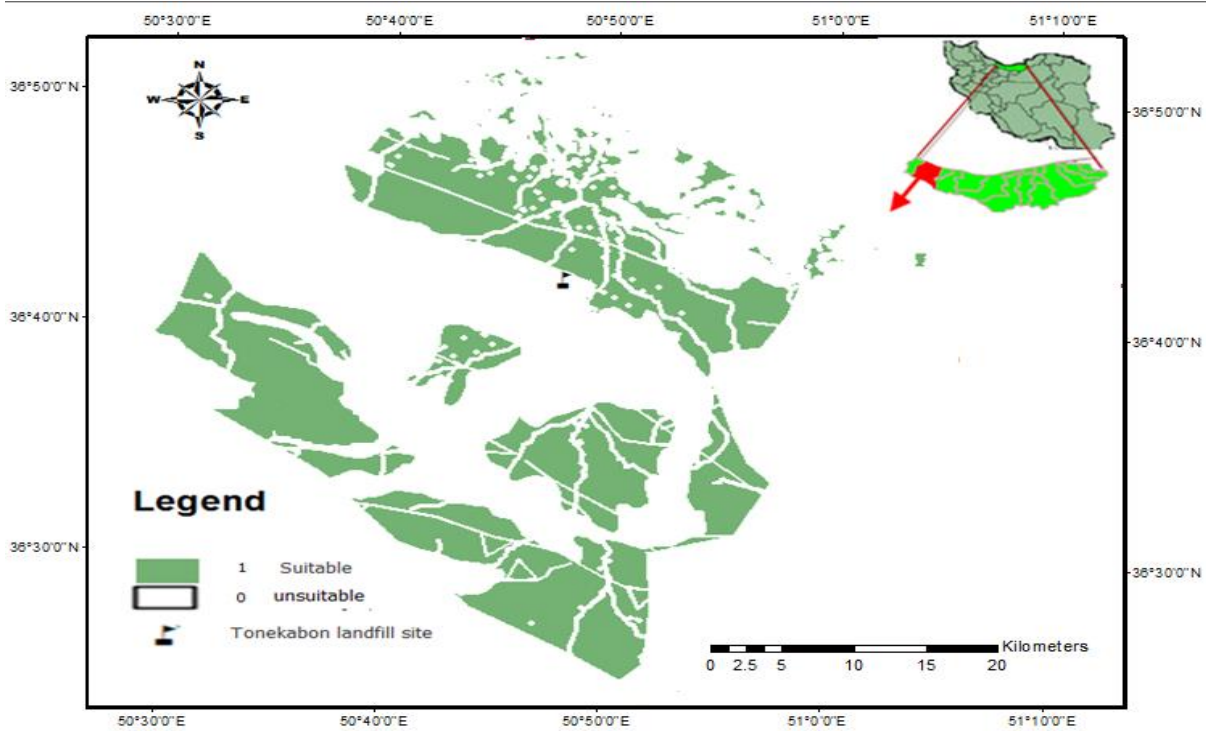 50°30'0"E 50°40'0"E 50°50'0"E 51°0'0"E 51°10'0"E
N
W E
S
36°50'0"N 36°50'0"N
36°40'0"N 36°40'0"N
Legend
1 Suitable
0 unsuitable
Tonekabon landfill site
36°30'0"N 36°30'0"N
Kilometers
0 2.5 5 10 15 20
50°30'0"E 50°40'0"E 50°50'0"E 51°0'0"E 51°10'0"E